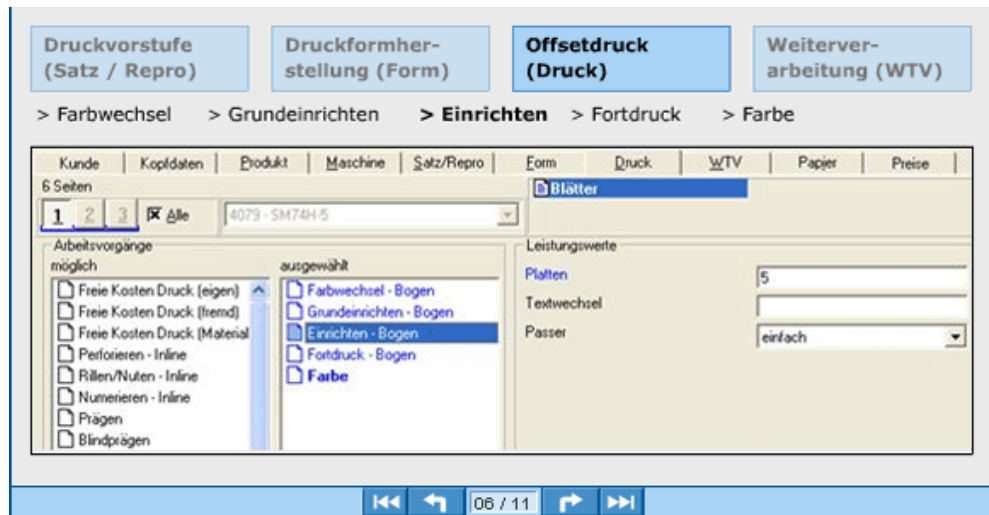 Druckvorstufe
(Satz / Repro)
Druckformher-
stellung (Form)
Offsetdruck
(Druck)
Weiterver-
arbeitung (WTV)
> Farbwechsel > Grundeinrichten > Einrichten > Fortdruck > Farbe
Kunde Kopfdaten Produkt Maschine Satz/Repro Form Druck WTV Papier Preise
6 Seiten
Blätter
1 2 3 Alle 4079 - SM74H-5
Arbeitsvorgänge
möglich
Freie Kosten Druck (eigen)
Freie Kosten Druck (fremd)
Freie Kosten Druck (Material
Perforieren - Inline
Rillen/Nuten - Inline
Numerieren - Inline
Prägen
Blindprägen
ausgewählt
Farbwechsel - Bogen
Grundeinrichten - Bogen
Einrichten - Bogen
Fortdruck - Bogen
Farbe
Leistungswerte
Platten 5
Textwechsel
Passer einfach
06 / 11